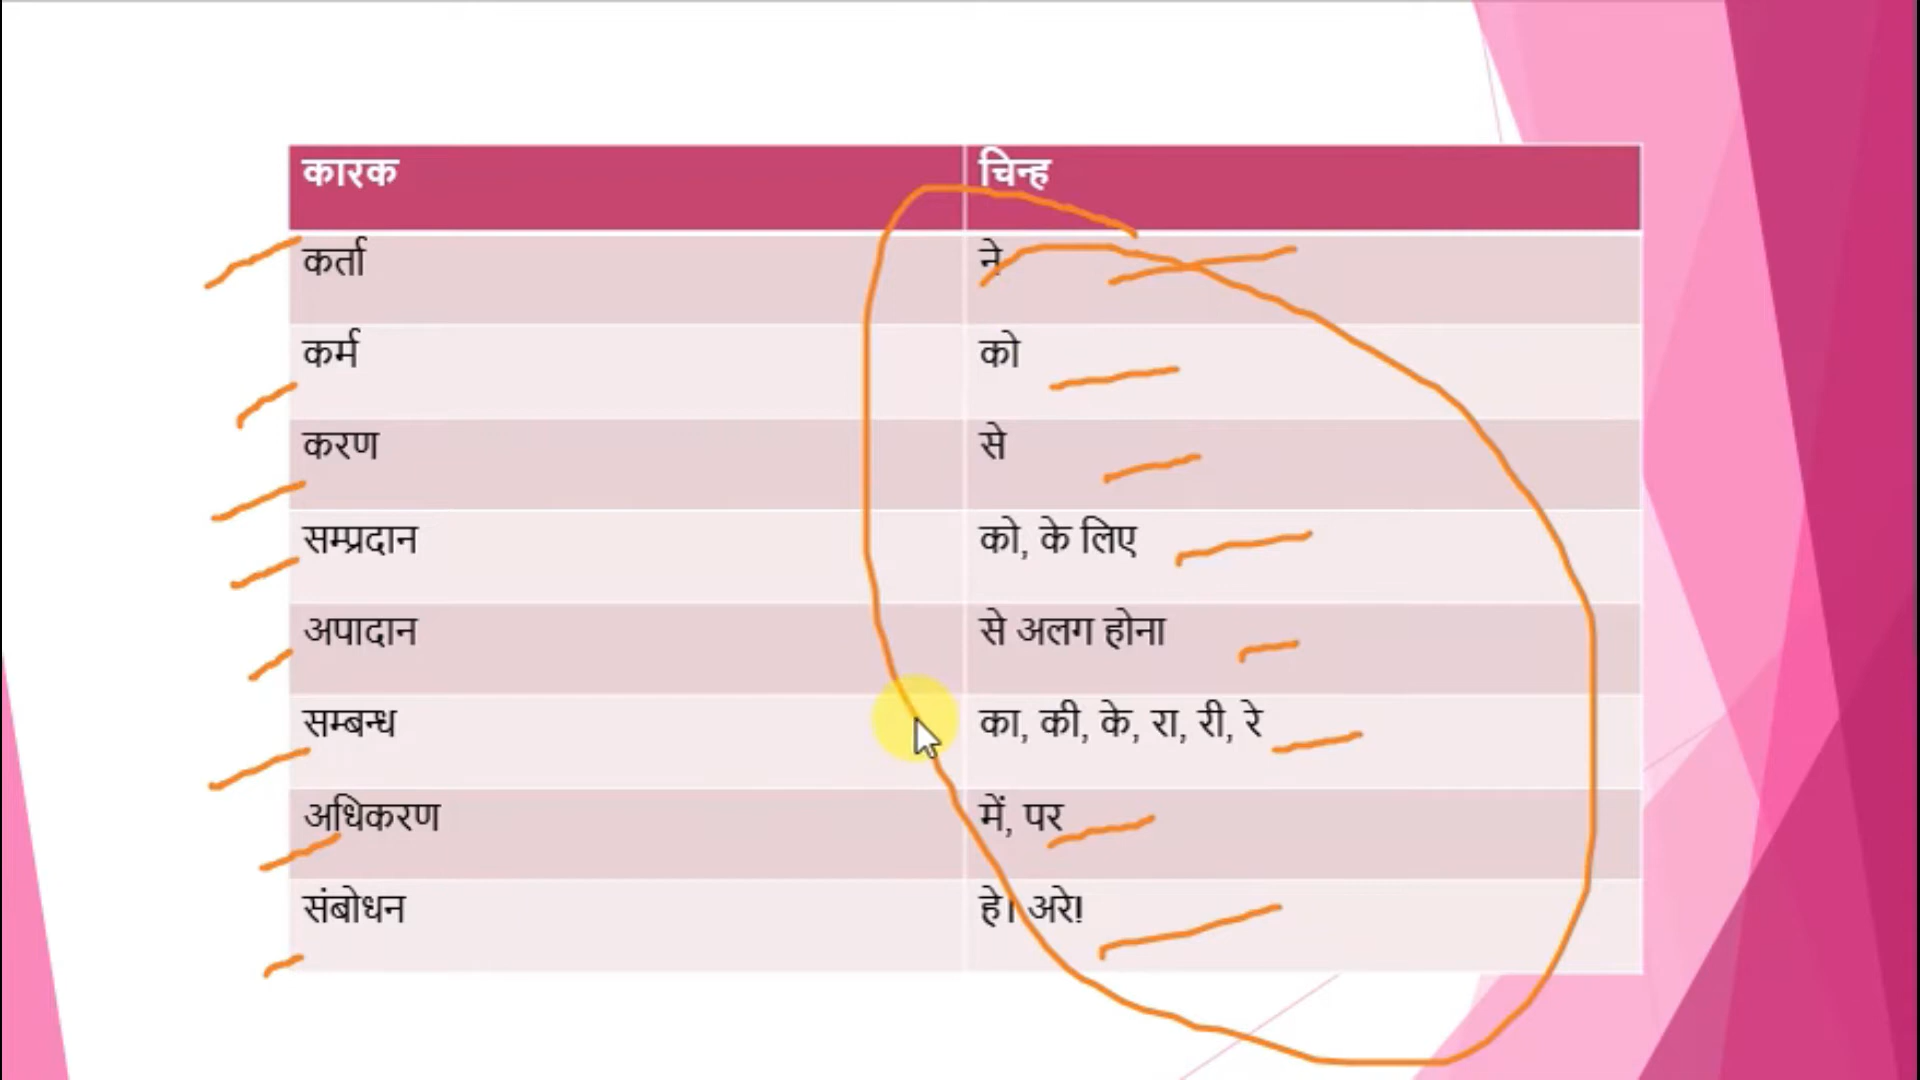 कारक चिन्ह
कर्ता ने
कर्म को
करण से
सम्प्रदान को, के लिए
अपादान से अलग होना
सम्बन्ध का, की, के, रा, री, रे
अधिकरण में, पर
संबोधन हे। अरे!